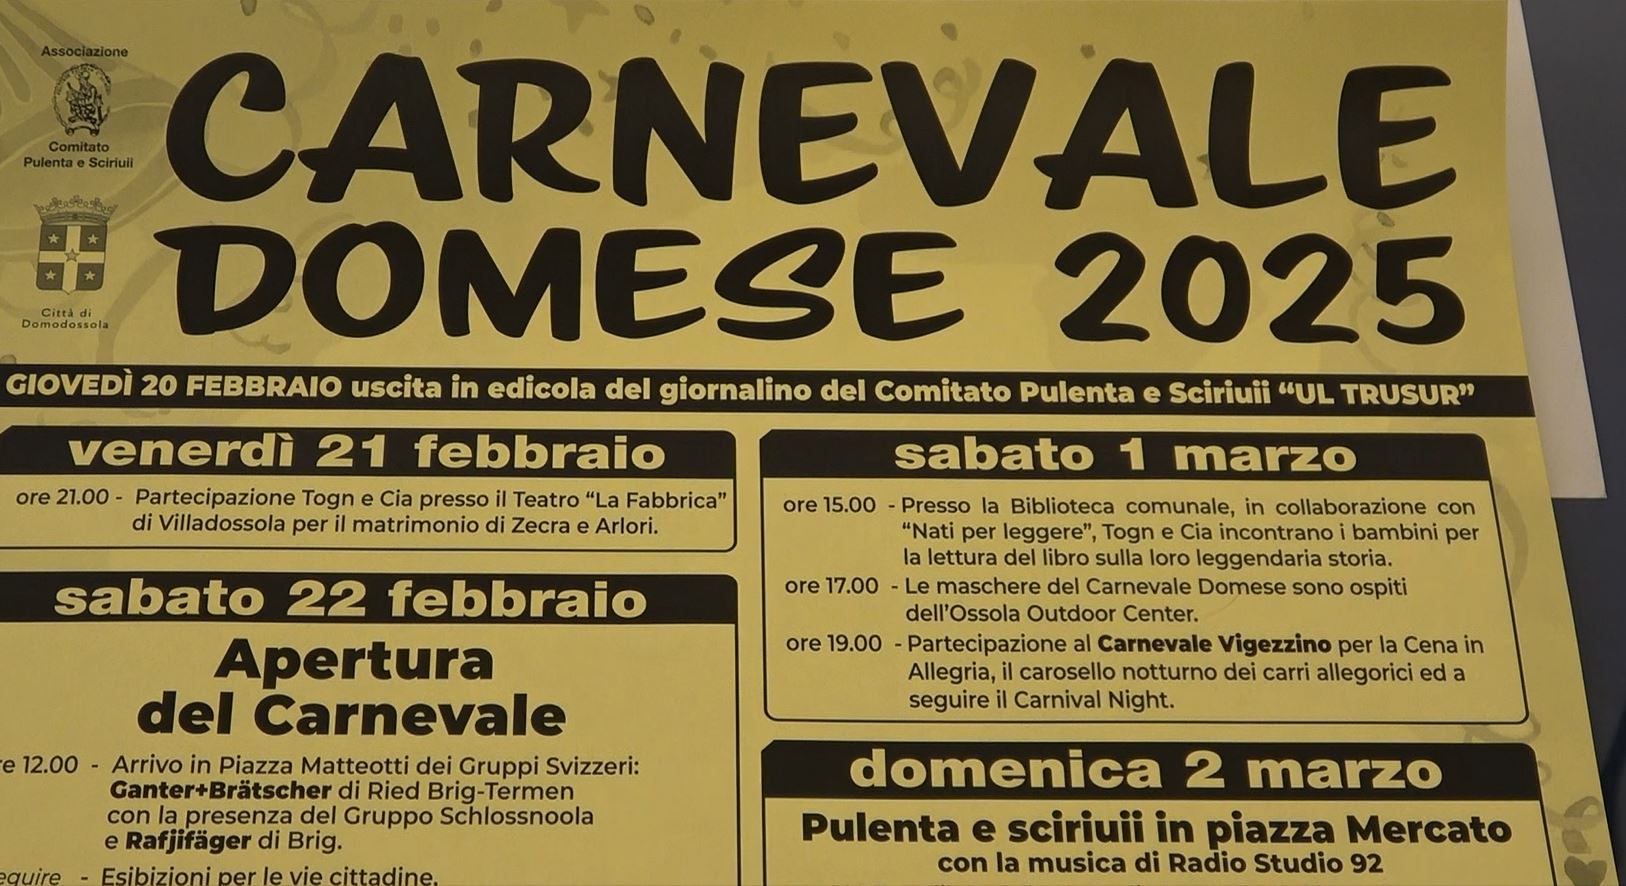 Associazione
Comitato
Pulenta e Sciriuii
Città di
Domodossola
CARNEVALE
DOMESE 2025
GIOVEDÌ 20 FEBBRAIO uscita in edicola del giornalino del Comitato Pulenta e Sciriuii “UL TRUSUR”
venerdì 21 febbraio
ore 21.00 - Partecipazione Togn e Cia presso il Teatro “La Fabbrica”
di Villadossola per il matrimonio di Zecra e Arlori.
sabato 22 febbraio
Apertura
del Carnevale
re 12.00 - Arrivo in Piazza Matteotti dei Gruppi Svizzeri:
Ganter+Brätscher di Ried Brig-Termen
con la presenza del Gruppo Schlossnoola
e Rafjifäger di Brig.
eguire - Esibizioni per le vie cittadine.
sabato 1 marzo
ore 15.00 - Presso la Biblioteca comunale, in collaborazione con
“Nati per leggere”, Togn e Cia incontrano i bambini per
la lettura del libro sulla loro leggendaria storia.
ore 17.00 - Le maschere del Carnevale Domese sono ospiti
dell’Ossola Outdoor Center.
ore 19.00 - Partecipazione al Carnevale Vigezzino per la Cena in
Allegria, il carosello notturno dei carri allegorici ed a
seguire il Carnival Night.
domenica 2 marzo
Pulenta e sciriuii in piazza Mercato
con la musica di Radio Studio 92